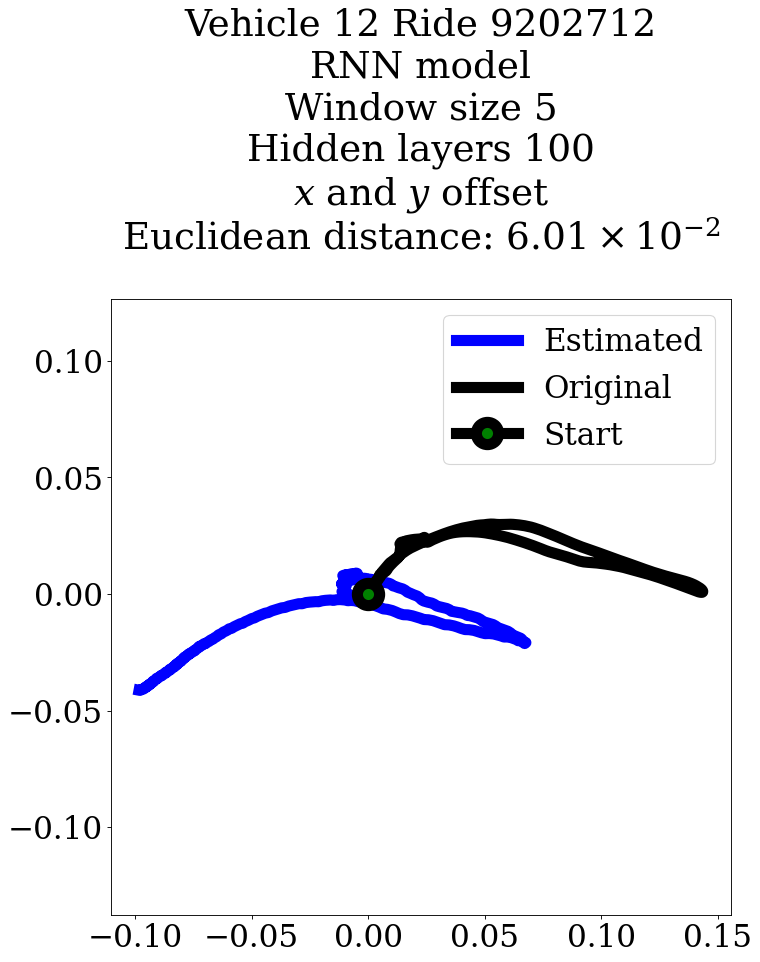 Vehicle 12 Ride 9202712
RNN model
Window size 5
Hidden layers 100
x and y offset
Euclidean distance: 6.01 × 10⁻²
Estimated
Original
Start
0.10
0.05
0.00
−0.05
−0.10
−0.10 −0.05 0.00 0.05 0.10 0.15